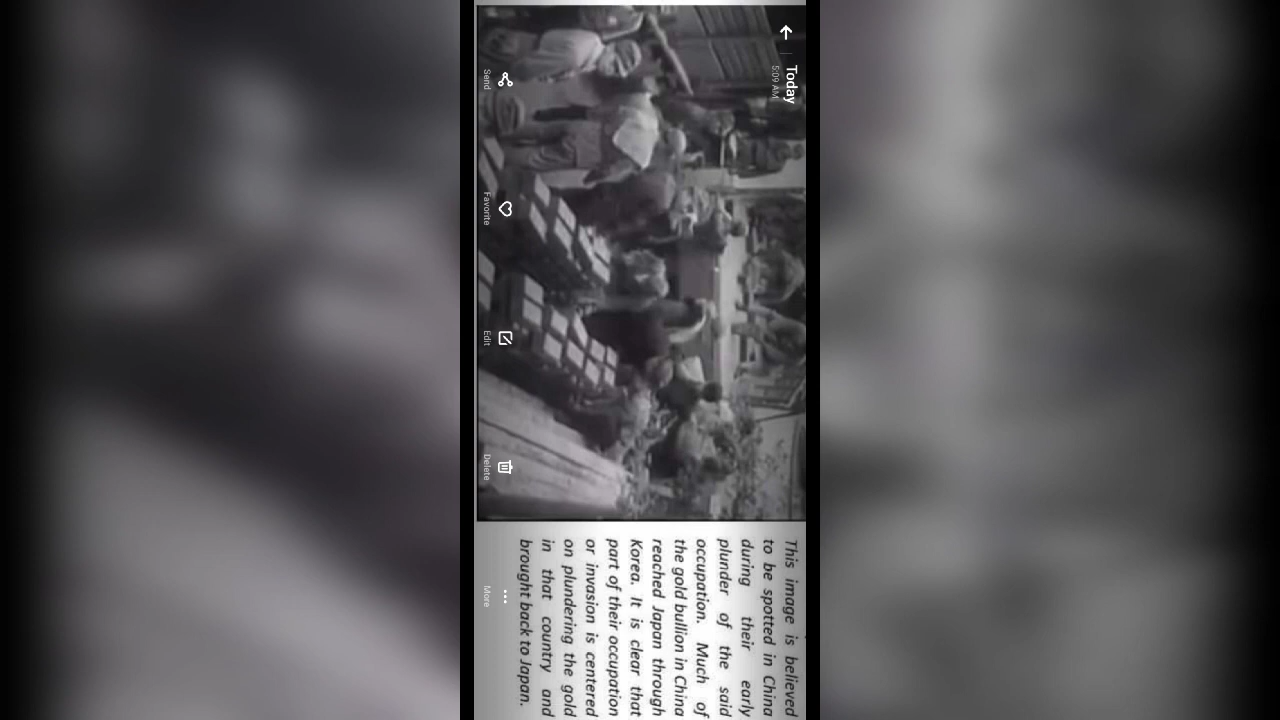 Today
5:09 AM
Send
Favorite
Edit
Delete
More
This image is believed
to be spotted in China
during their early
plunder of the said
occupation. Much of
the gold bullion in China
reached Japan through
Korea. It is clear that
part of their occupation
or invasion is centered
on plundering the gold
in that country and
brought back to Japan.